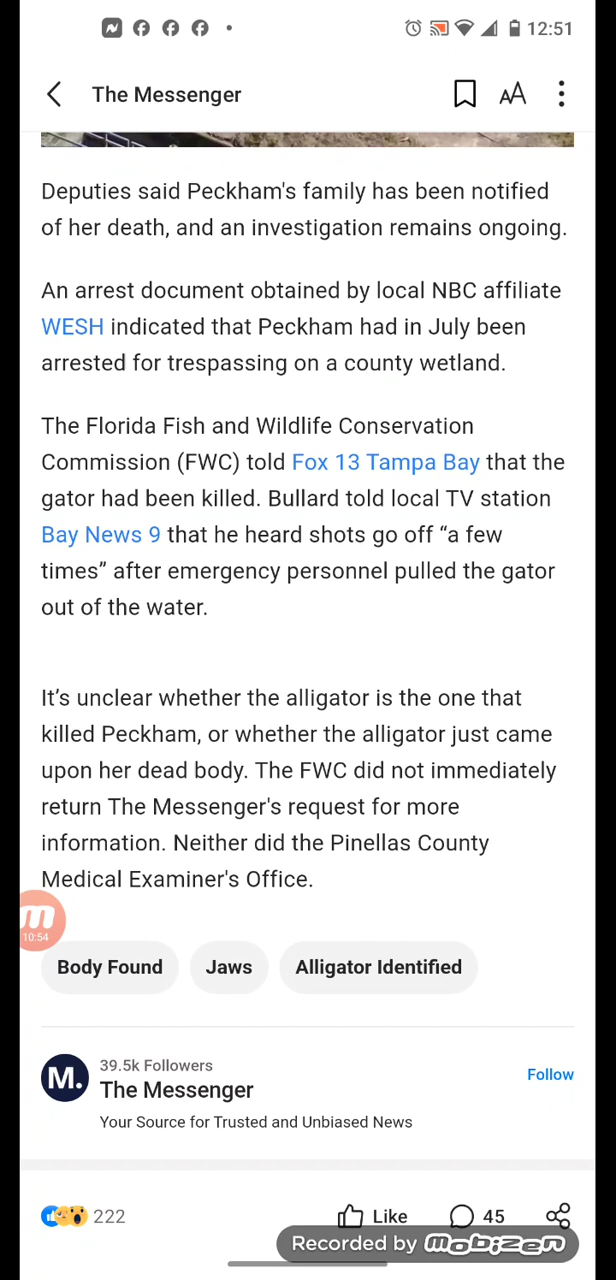 12:51
The Messenger
AA
Deputies said Peckham's family has been notified
of her death, and an investigation remains ongoing.
An arrest document obtained by local NBC affiliate
WESH indicated that Peckham had in July been
arrested for trespassing on a county wetland.
The Florida Fish and Wildlife Conservation
Commission (FWC) told Fox 13 Tampa Bay that the
gator had been killed. Bullard told local TV station
Bay News 9 that he heard shots go off “a few
times” after emergency personnel pulled the gator
out of the water.
It’s unclear whether the alligator is the one that
killed Peckham, or whether the alligator just came
upon her dead body. The FWC did not immediately
return The Messenger's request for more
information. Neither did the Pinellas County
Medical Examiner's Office.
m
10:54
Body Found Jaws Alligator Identified
M.
39.5k Followers
The Messenger
Follow
Your Source for Trusted and Unbiased News
222 Like 45
Recorded by mobizen